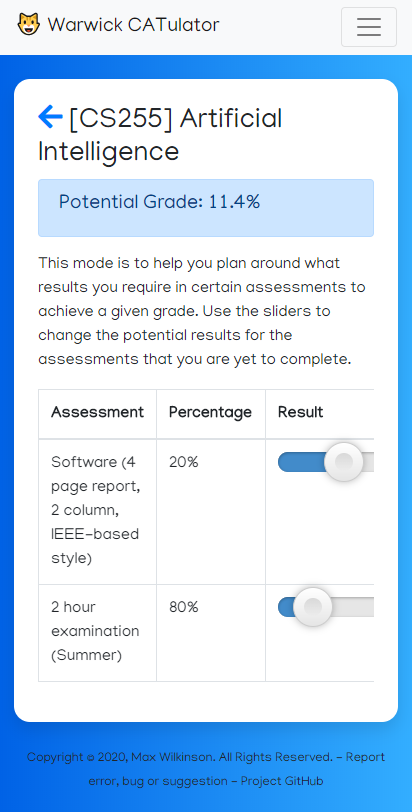 Warwick CATulator
[CS255] Artificial
Intelligence
Potential Grade: 11.4%
This mode is to help you plan around what
results you require in certain assessments to
achieve a given grade. Use the sliders to
change the potential results for the
assessments that you are yet to complete.
Assessment Percentage Result
Software (4 20%
page report,
2 column,
IEEE-based
style)
2 hour 80%
examination
(Summer)
Copyright © 2020, Max Wilkinson. All Rights Reserved. - Report
error, bug or suggestion - Project GitHub